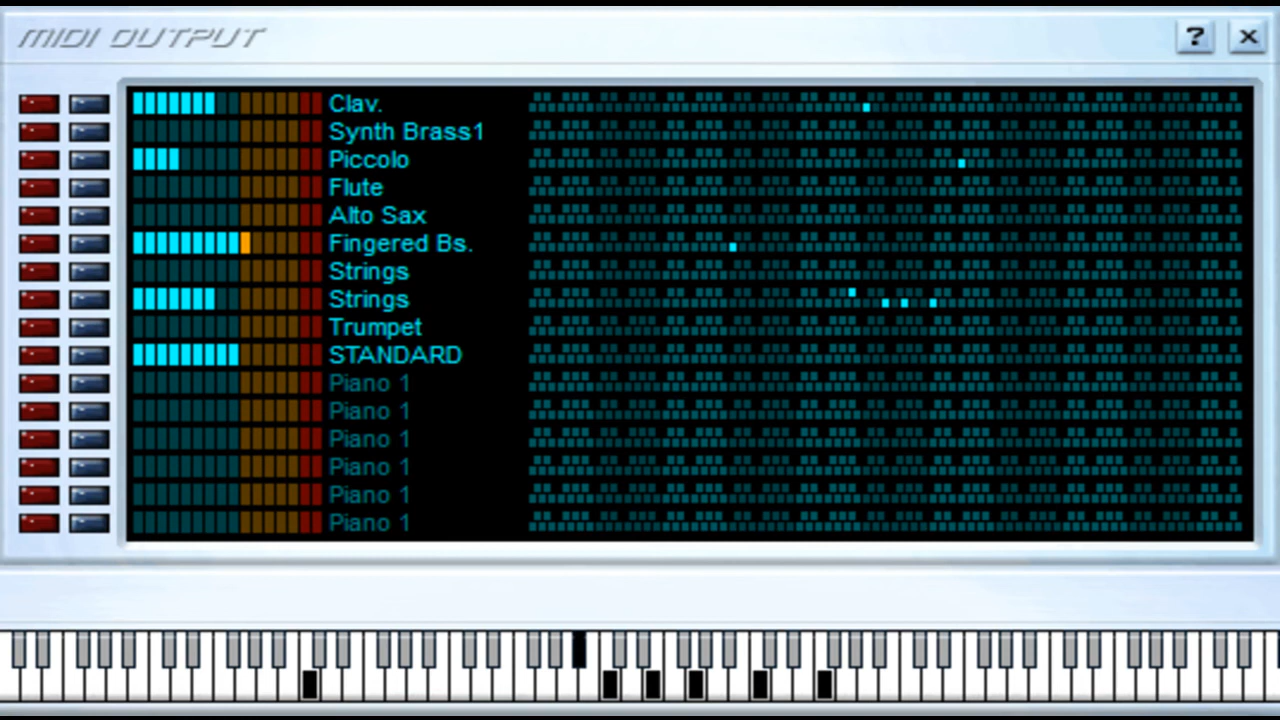 MIDI OUTPUT
? ×
Clav.
Synth Brass1
Piccolo
Flute
Alto Sax
Fingered Bs.
Strings
Strings
Trumpet
STANDARD
Piano 1
Piano 1
Piano 1
Piano 1
Piano 1
Piano 1